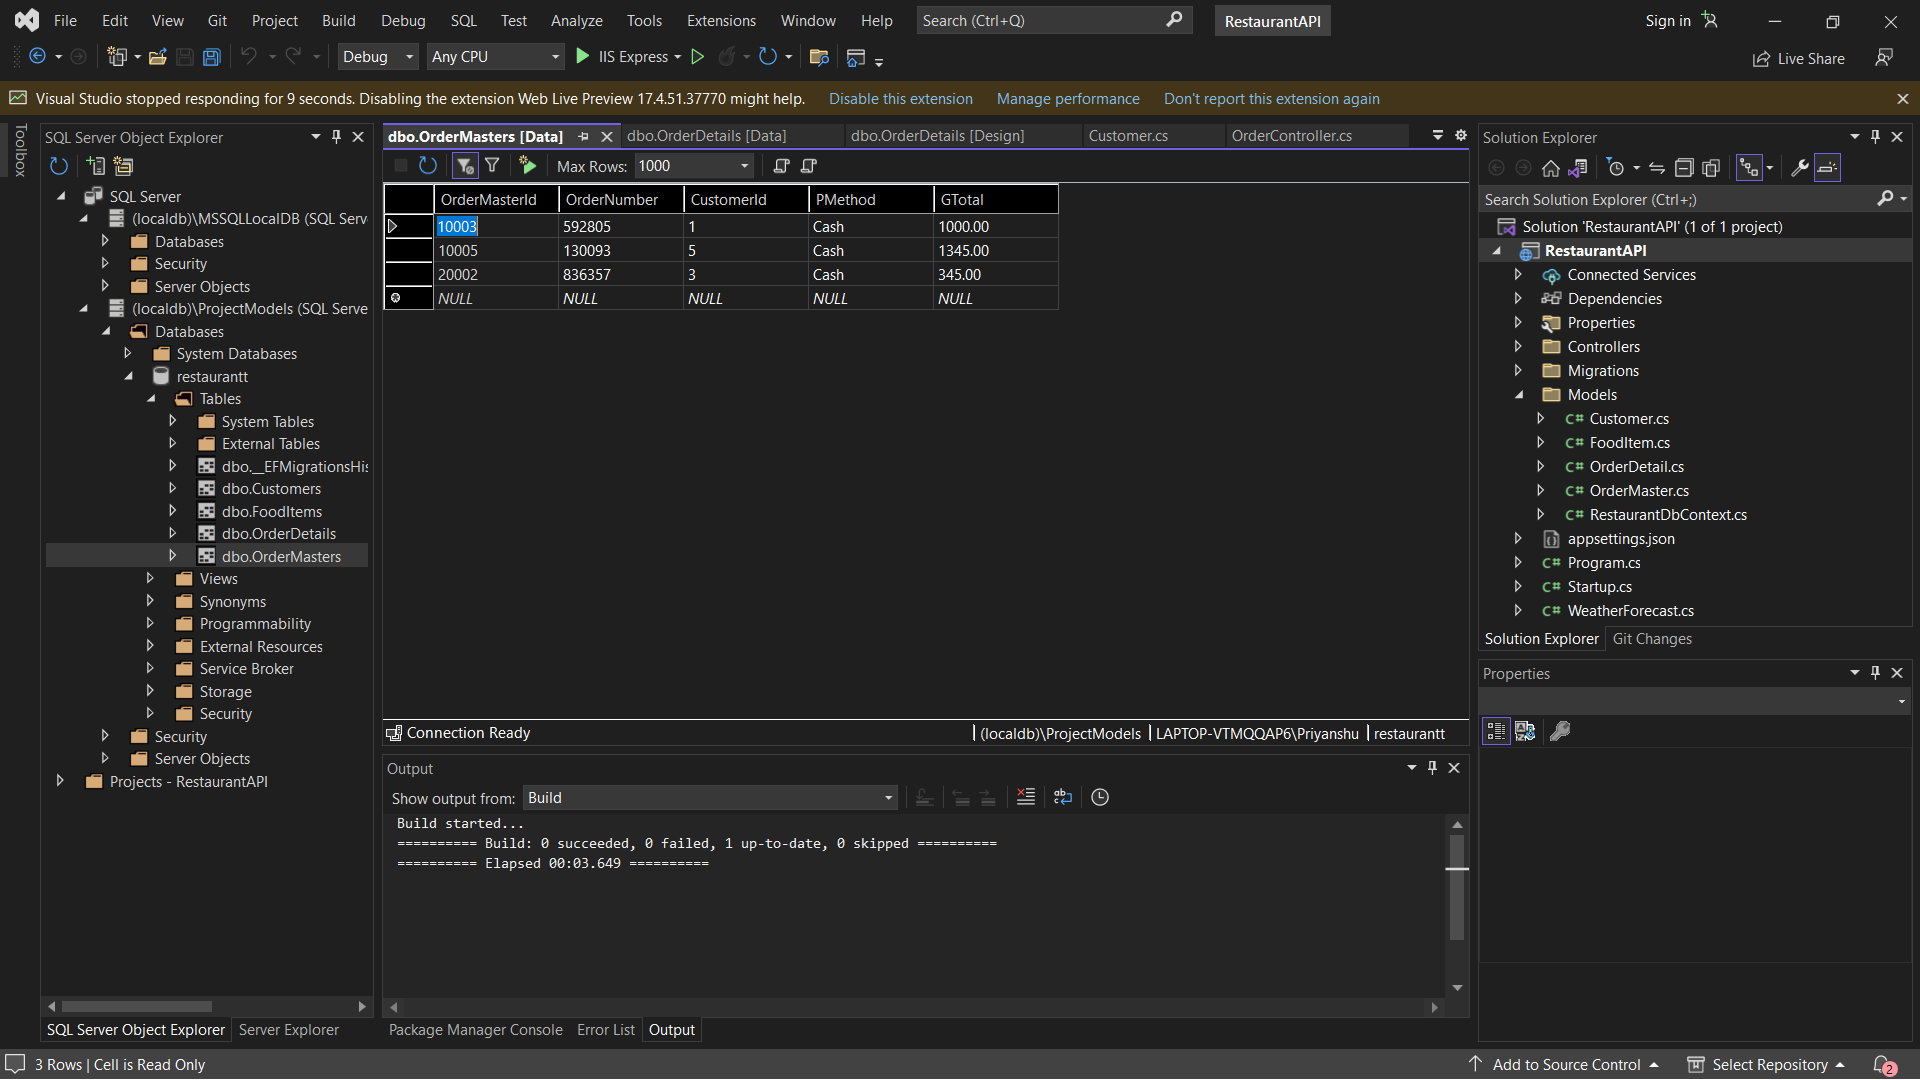 File Edit View Git Project Build Debug SQL Test Analyze Tools Extensions Window Help Search (Ctrl+Q) RestaurantAPI Sign in
Debug Any CPU IIS Express Live Share
Visual Studio stopped responding for 9 seconds. Disabling the extension Web Live Preview 17.4.51.37770 might help. Disable this extension Manage performance Don't report this extension again
Toolbox
SQL Server Object Explorer
SQL Server
(localdb)\MSSQLLocalDB (SQL Serv
Databases
Security
Server Objects
(localdb)\ProjectModels (SQL Serve
Databases
System Databases
restaurantt
Tables
System Tables
External Tables
dbo.__EFMigrationsHis
dbo.Customers
dbo.FoodItems
dbo.OrderDetails
dbo.OrderMasters
Views
Synonyms
Programmability
External Resources
Service Broker
Storage
Security
Security
Server Objects
Projects - RestaurantAPI
SQL Server Object Explorer Server Explorer
dbo.OrderMasters [Data] dbo.OrderDetails [Data] dbo.OrderDetails [Design] Customer.cs OrderController.cs
Max Rows: 1000
OrderMasterId OrderNumber CustomerId PMethod GTotal
10003 592805 1 Cash 1000.00
10005 130093 5 Cash 1345.00
20002 836357 3 Cash 345.00
NULL NULL NULL NULL NULL
Connection Ready (localdb)\ProjectModels LAPTOP-VTMQQAP6\Priyanshu restaurantt
Output
Show output from: Build
Build started...
========== Build: 0 succeeded, 0 failed, 1 up-to-date, 0 skipped ==========
========== Elapsed 00:03.649 ==========
Package Manager Console Error List Output
Solution Explorer
Search Solution Explorer (Ctrl+;)
Solution 'RestaurantAPI' (1 of 1 project)
RestaurantAPI
Connected Services
Dependencies
Properties
Controllers
Migrations
Models
C# Customer.cs
C# FoodItem.cs
C# OrderDetail.cs
C# OrderMaster.cs
C# RestaurantDbContext.cs
appsettings.json
C# Program.cs
C# Startup.cs
C# WeatherForecast.cs
Solution Explorer Git Changes
Properties
3 Rows | Cell is Read Only Add to Source Control Select Repository 2